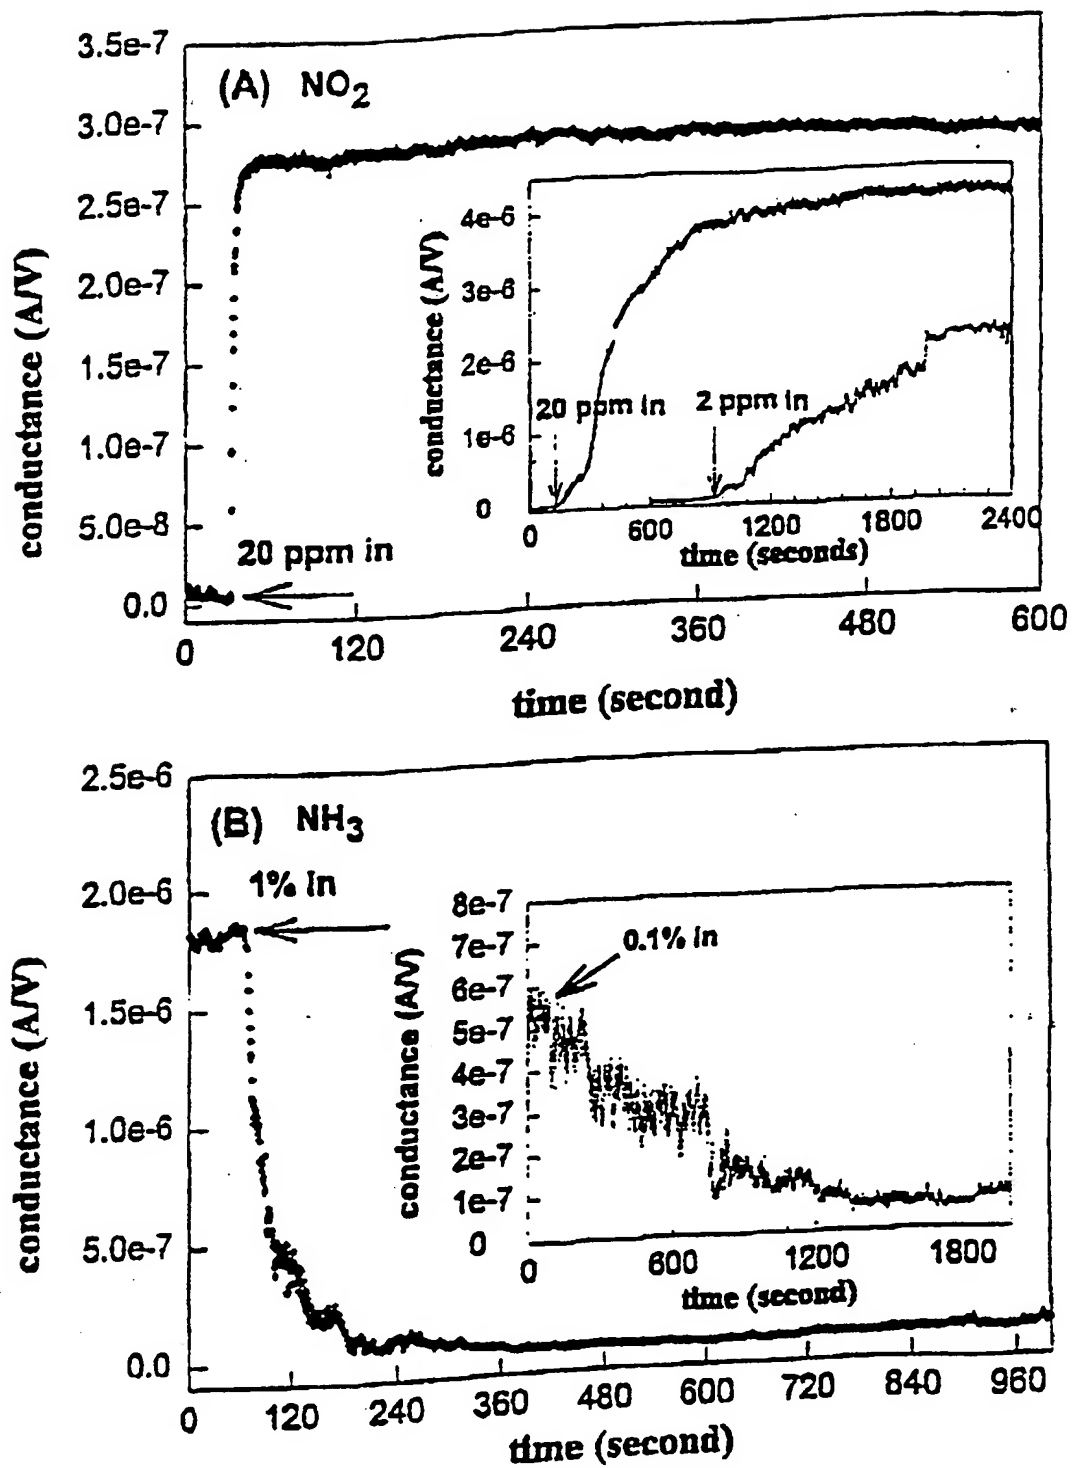 3.5e-7
(A) NO2
3.0e-7
2.5e-7
2.0e-7
1.5e-7
1.0e-7
5.0e-8
0.0
conductance (A/V)
20 ppm in
0 120 240 360 480 600
time (second)
4e-6
3e-6
2e-6
1e-6
0
conductance (A/V)
20 ppm in 2 ppm in
0 600 1200 1800 2400
time (seconds)
2.5e-6
(B) NH3
2.0e-6
1.5e-6
1.0e-6
5.0e-7
0.0
conductance (A/V)
1% in
0 120 240 360 480 600 720 840 960
time (second)
8e-7
7e-7
6e-7
5e-7
4e-7
3e-7
2e-7
1e-7
0
conductance (A/V)
0.1% in
0 600 1200 1800
time (second)